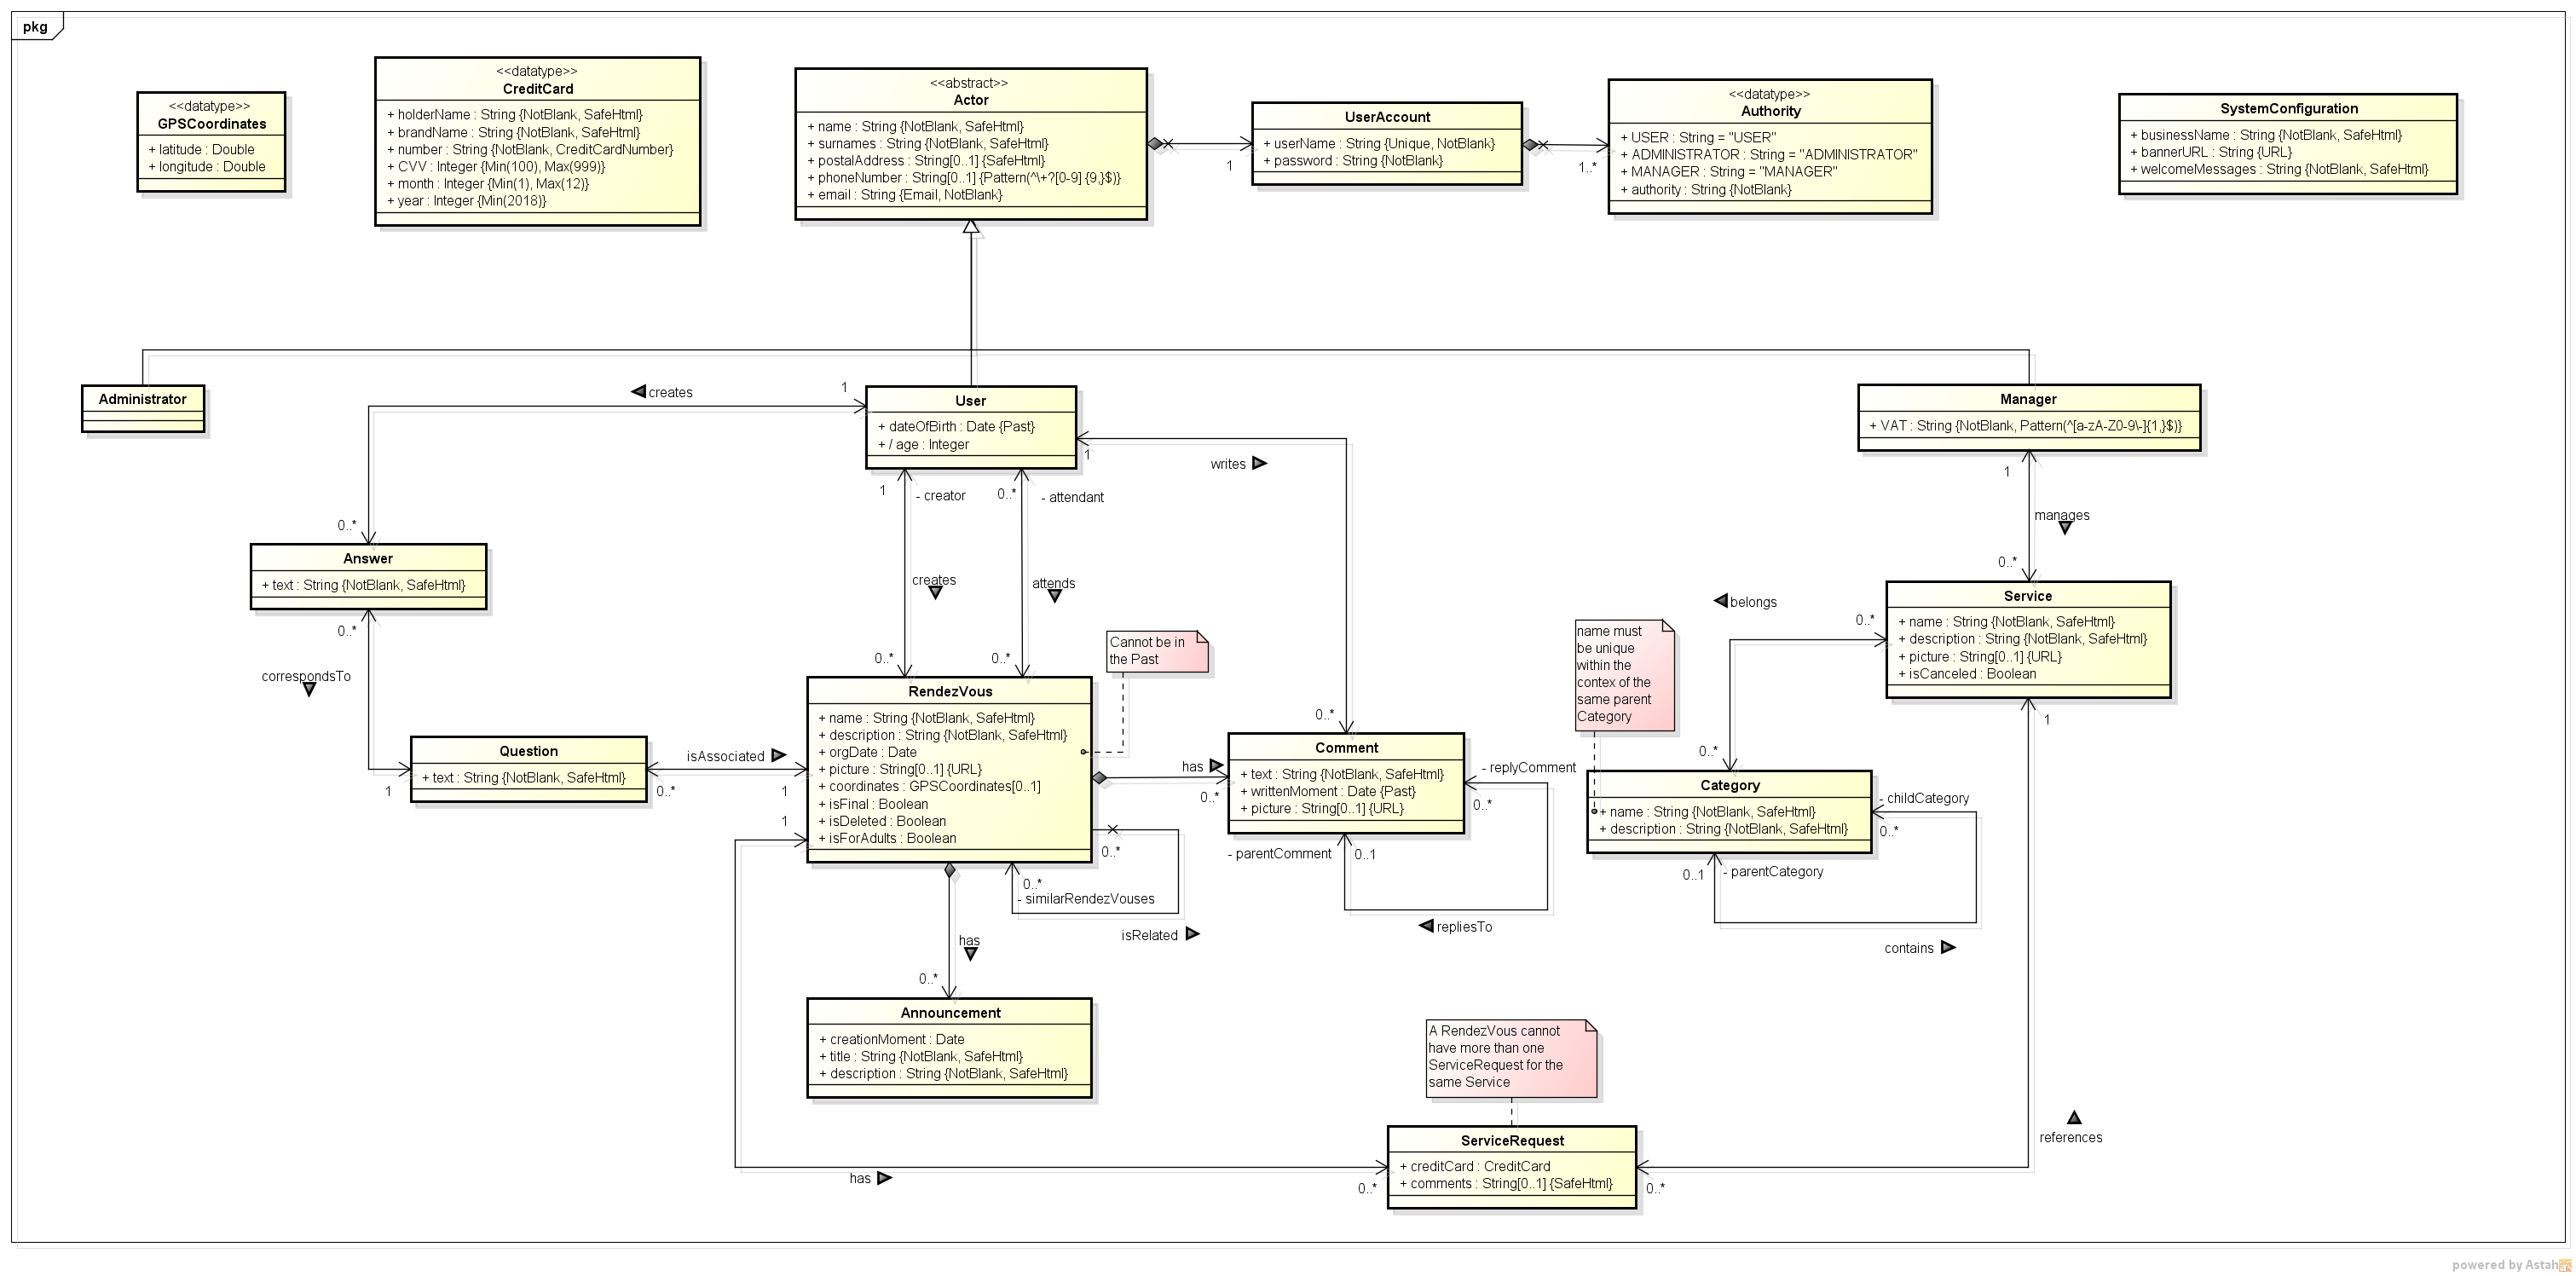 pkg
<<datatype>>
GPSCoordinates
+ latitude : Double
+ longitude : Double
<<datatype>>
CreditCard
+ holderName : String {NotBlank, SafeHtml}
+ brandName : String {NotBlank, SafeHtml}
+ number : String {NotBlank, CreditCardNumber}
+ CVV : Integer {Min(100), Max(999)}
+ month : Integer {Min(1), Max(12)}
+ year : Integer {Min(2018)}
<<abstract>>
Actor
+ name : String {NotBlank, SafeHtml}
+ surnames : String {NotBlank, SafeHtml}
+ postalAddress : String[0..1] {SafeHtml}
+ phoneNumber : String[0..1] {Pattern(^\+?[0-9] {9,}$)}
+ email : String {Email, NotBlank}
1
UserAccount
+ userName : String {Unique, NotBlank}
+ password : String {NotBlank}
1..*
<<datatype>>
Authority
+ USER : String = "USER"
+ ADMINISTRATOR : String = "ADMINISTRATOR"
+ MANAGER : String = "MANAGER"
+ authority : String {NotBlank}
SystemConfiguration
+ businessName : String {NotBlank, SafeHtml}
+ bannerURL : String {URL}
+ welcomeMessages : String {NotBlank, SafeHtml}
Administrator
creates
1
User
+ dateOfBirth : Date {Past}
+ / age : Integer
1
writes
Manager
+ VAT : String {NotBlank, Pattern(^[a-zA-Z0-9\-]{1,}$)}
1
manages
0..*
1
- creator
0..*
- attendant
0..*
Answer
+ text : String {NotBlank, SafeHtml}
0..*
correspondsTo
creates
attends
0..*
0..*
Cannot be in
the Past
name must
be unique
within the
contex of the
same parent
Category
belongs
0..*
Service
+ name : String {NotBlank, SafeHtml}
+ description : String {NotBlank, SafeHtml}
+ picture : String[0..1] {URL}
+ isCanceled : Boolean
1
Question
+ text : String {NotBlank, SafeHtml}
1
isAssociated
0..*
1
RendezVous
+ name : String {NotBlank, SafeHtml}
+ description : String {NotBlank, SafeHtml}
+ orgDate : Date
+ picture : String[0..1] {URL}
+ coordinates : GPSCoordinates[0..1]
+ isFinal : Boolean
+ isDeleted : Boolean
+ isForAdults : Boolean
1
has
0..*
0..*
Comment
+ text : String {NotBlank, SafeHtml}
+ writtenMoment : Date {Past}
+ picture : String[0..1] {URL}
- replyComment
0..*
- parentComment
0..1
repliesTo
0..*
Category
+ name : String {NotBlank, SafeHtml}
+ description : String {NotBlank, SafeHtml}
- childCategory
0..*
0..1
- parentCategory
contains
0..*
0..*
- similarRendezVouses
isRelated
has
0..*
Announcement
+ creationMoment : Date
+ title : String {NotBlank, SafeHtml}
+ description : String {NotBlank, SafeHtml}
A RendezVous cannot
have more than one
ServiceRequest for the
same Service
ServiceRequest
+ creditCard : CreditCard
+ comments : String[0..1] {SafeHtml}
has
0..*
0..*
references
powered by Astah